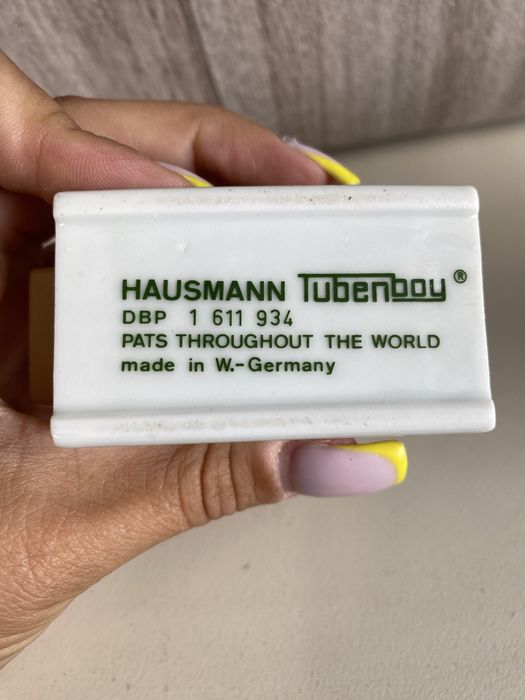 HAUSMANN Tubenboy ®
DBP 1 611 934
PATS THROUGHOUT THE WORLD
made in W.-Germany